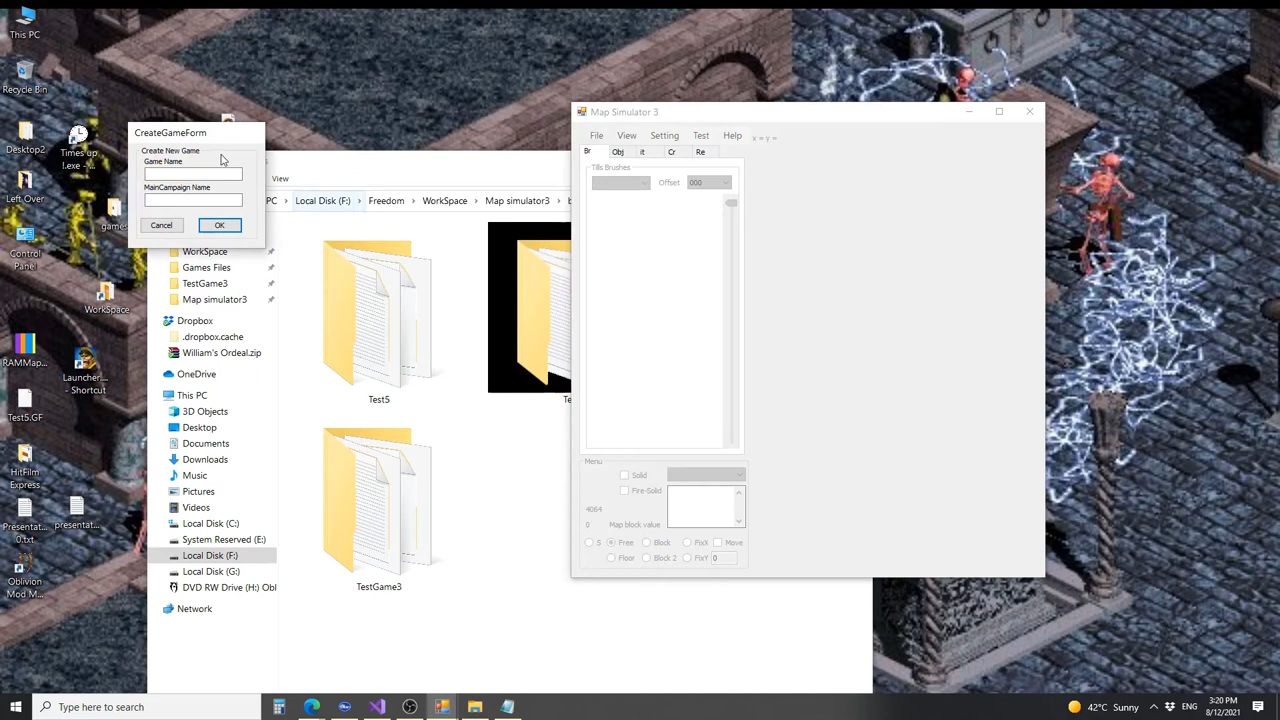 This PC
Recycle Bin
Desktop2
Times up
!.exe - ...
Left Over
games
Control
Panel
WorkSpace
RAMMap...
Launcher...
- Shortcut
Test5.GF
HitFilm
Express
Presentat...
0.txt
presentat...
Oblivion
Mod M...
CreateGameForm
Create New Game
Game Name
MainCampaign Name
Cancel
OK
View
PC > Local Disk (F:) > Freedom > WorkSpace > Map simulator3 >
WorkSpace
Games Files
TestGame3
Map simulator3
Dropbox
.dropbox.cache
William's Ordeal.zip
OneDrive
This PC
3D Objects
Desktop
Documents
Downloads
Music
Pictures
Videos
Local Disk (C:)
System Reserved (E:)
Local Disk (F:)
Local Disk (G:)
DVD RW Drive (H:) Obl
Network
Test5
TestGame3
Map Simulator 3
File View Setting Test Help x = y =
Br Obj it Cr Re
Tills Brushes
Offset 000
Menu
Solid
Fire-Solid
4064
0 Map block value
S Free Block FixX Move
Floor Block 2 FixY 0
Type here to search
42°C Sunny
ENG
3:20 PM
8/12/2021